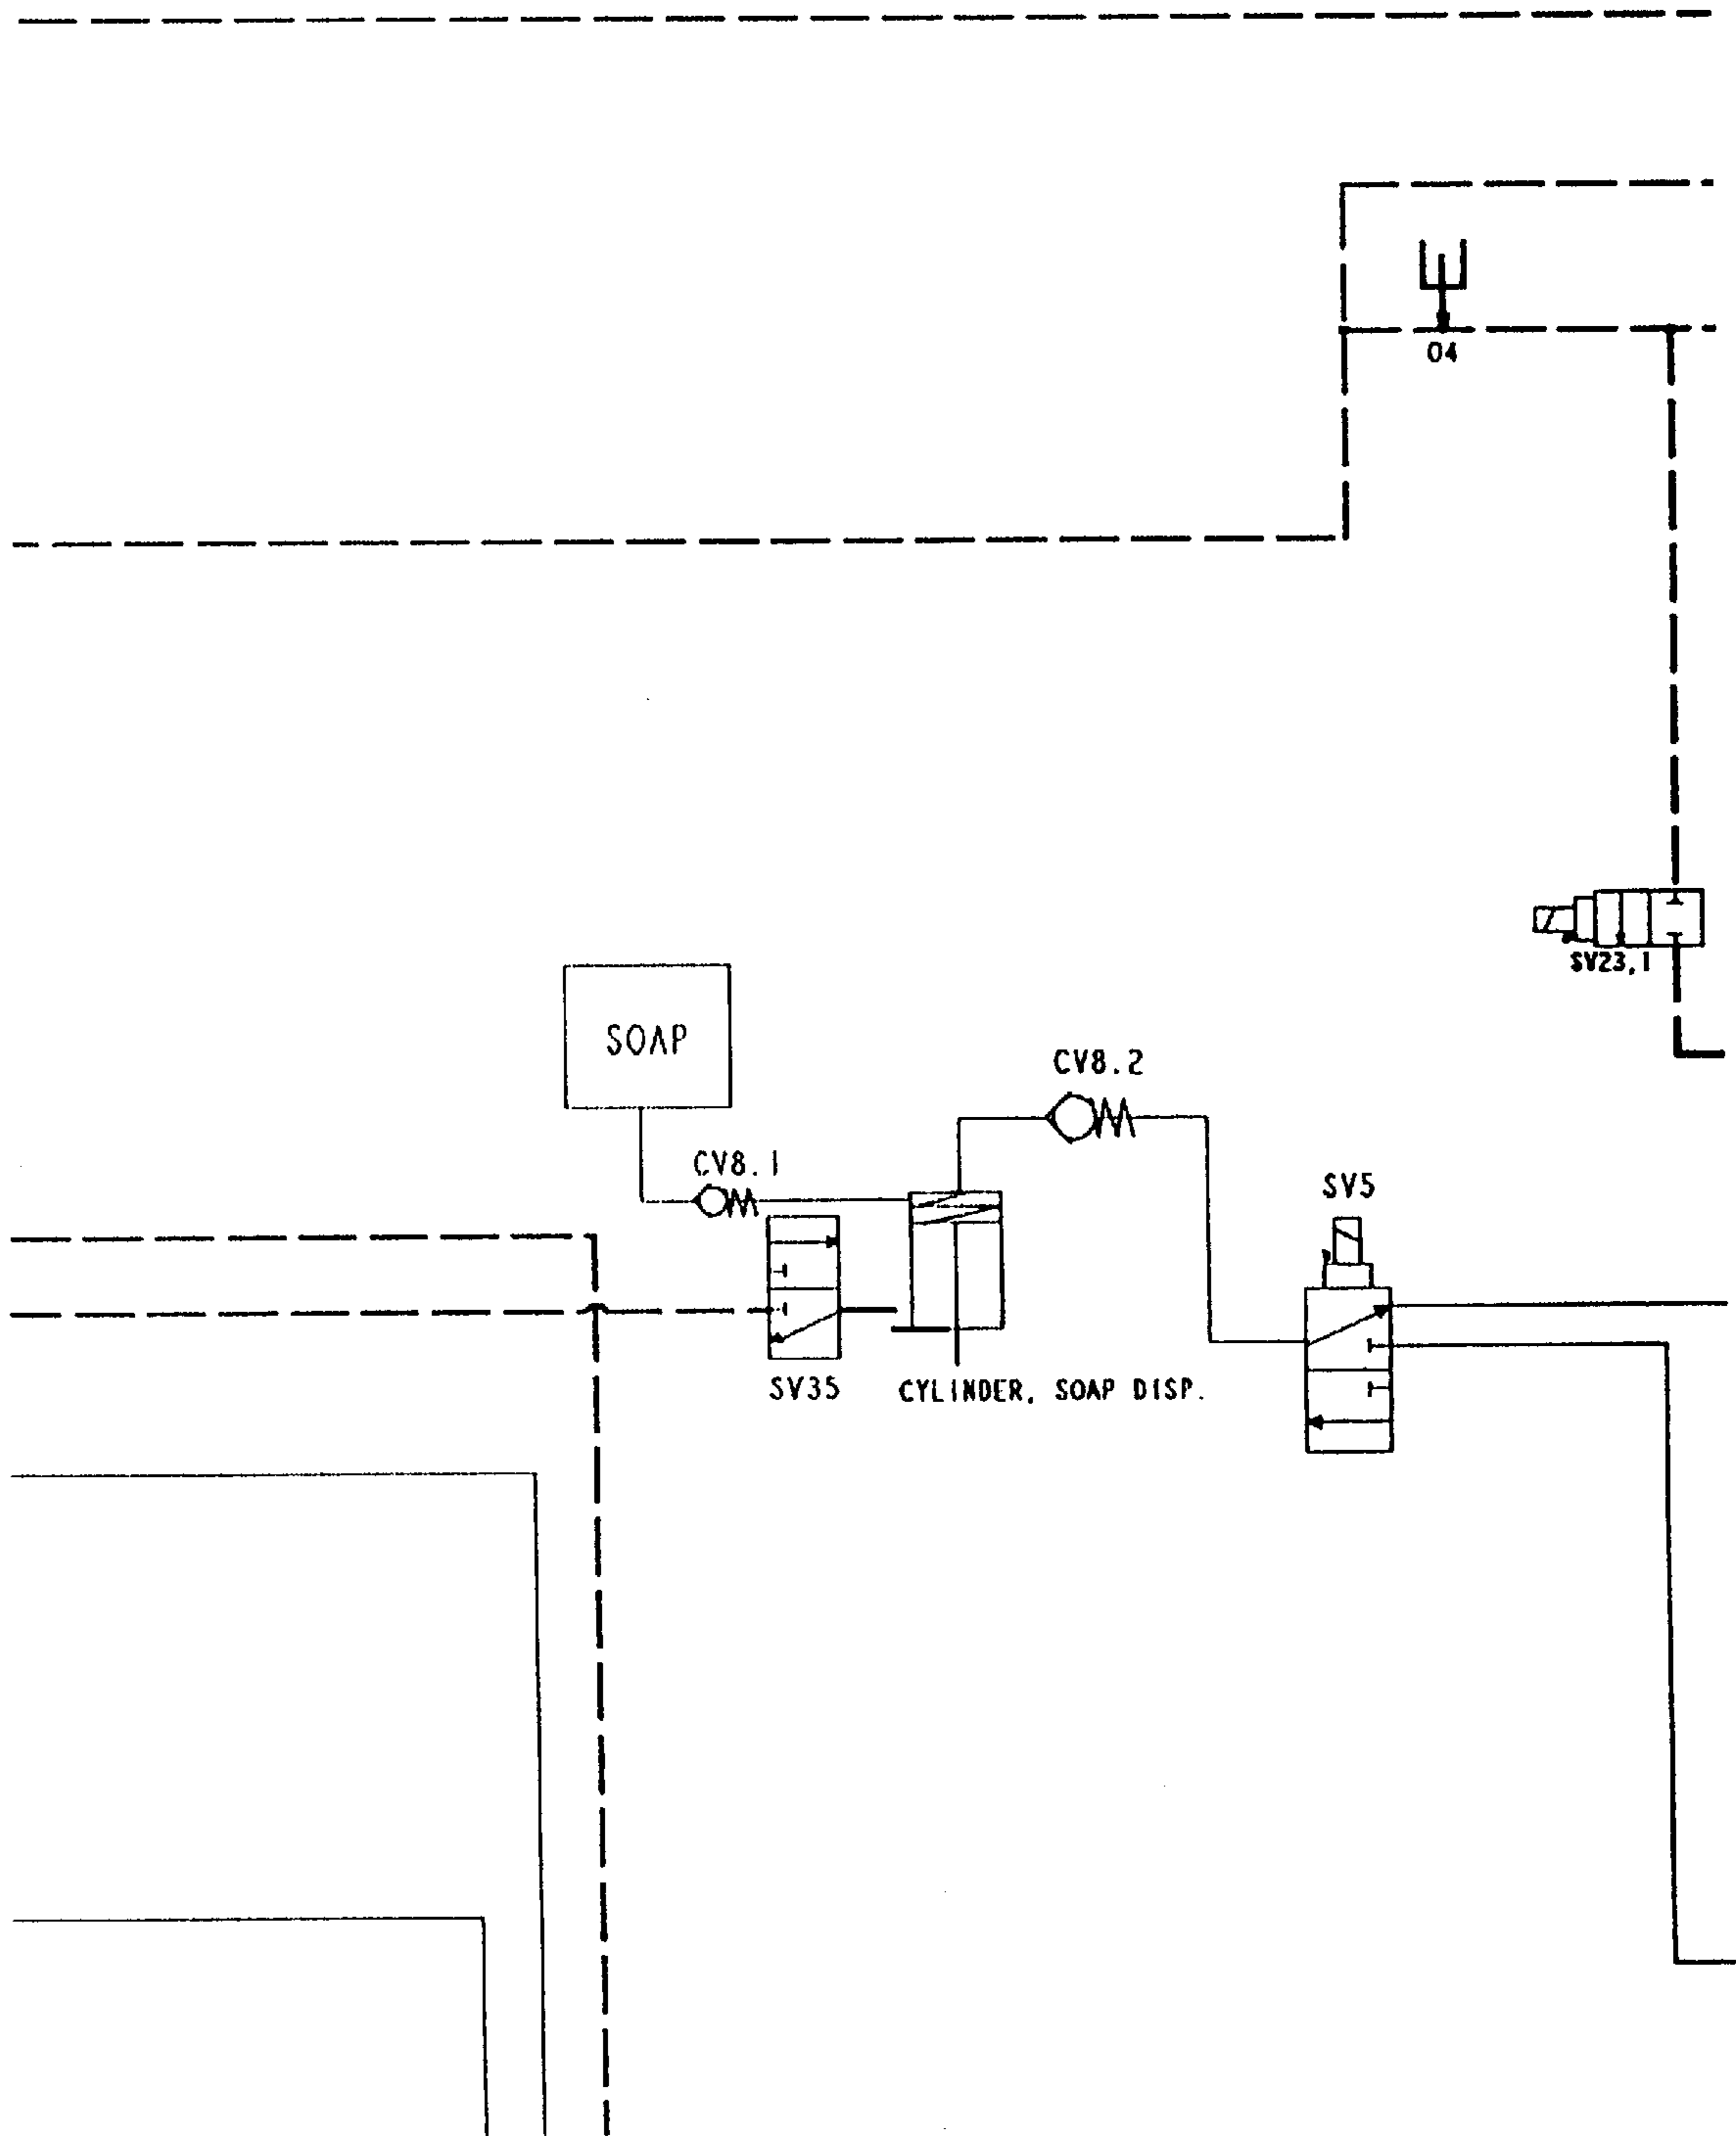 04
SV23,1
SOAP
CV8.2
CV8.1
SV5
SV35
CYLINDER, SOAP DISP.